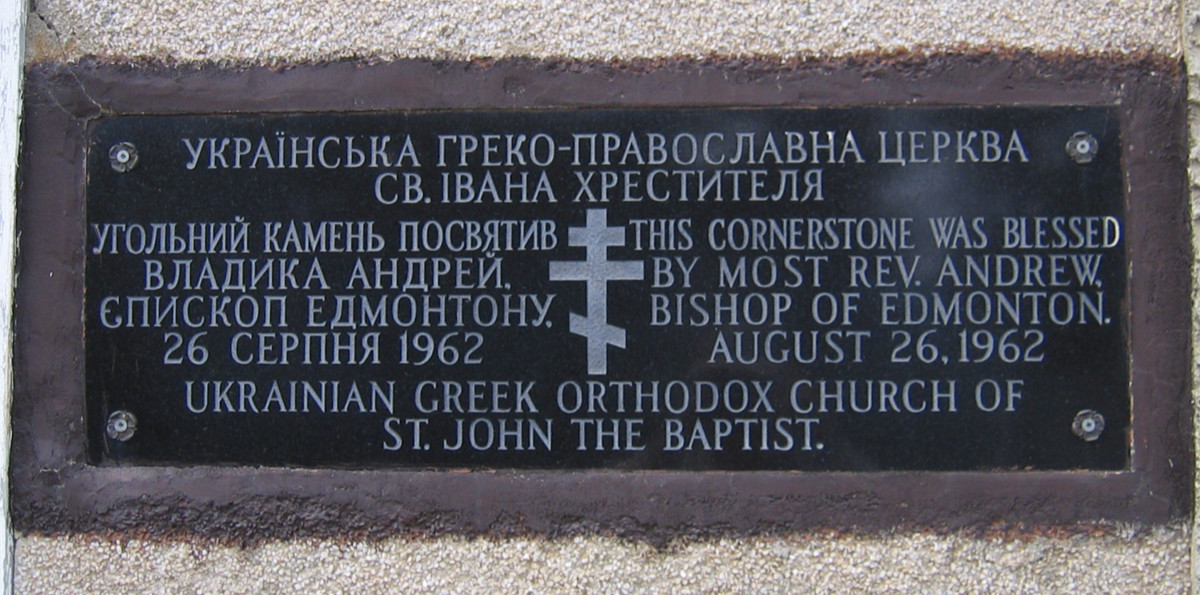 УКРАЇНСЬКА ГРЕКО-ПРАВОСЛАВНА ЦЕРКВА
СВ. ІВАНА ХРЕСТИТЕЛЯ
УГОЛЬНИЙ КАМЕНЬ ПОСВЯТИВ
ВЛАДИКА АНДРЕЙ,
ЄПИСКОП ЕДМОНТОНУ,
26 СЕРПНЯ 1962
THIS CORNERSTONE WAS BLESSED
BY MOST REV. ANDREW,
BISHOP OF EDMONTON.
AUGUST 26, 1962
UKRAINIAN GREEK ORTHODOX CHURCH OF
ST. JOHN THE BAPTIST.